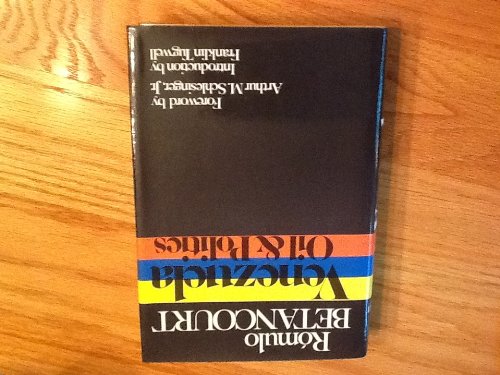 Rómulo
BETANCOURT
Venezuela
Oil & Politics
Foreword by
Arthur M. Schlesinger, Jr.
Introduction by
Franklin Tugwell